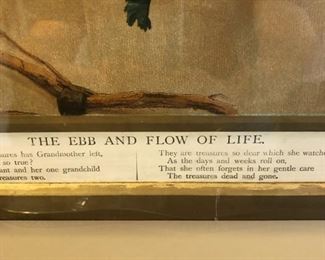 THE EBB AND FLOW OF LIFE.
sures has Grandmother left,
so true?
ant and her one grandchild
reasures two.
They are treasures so dear which she watche
As the days and weeks roll on,
That she often forgets in her gentle care
The treasures dead and gone.